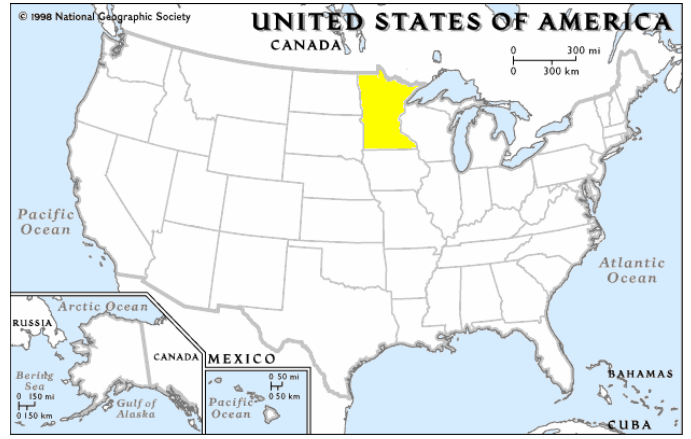 © 1998 National Geographic Society
UNITED STATES OF AMERICA
CANADA
0 300 mi
0 300 km
Pacific
Ocean
Atlantic
Ocean
Arctic Ocean
RUSSIA
CANADA
MEXICO
Bering
Sea
0 150 mi
0 150 km
Gulf of
Alaska
0 50 mi
0 50 km
Pacific
Ocean
BAHAMAS
CUBA